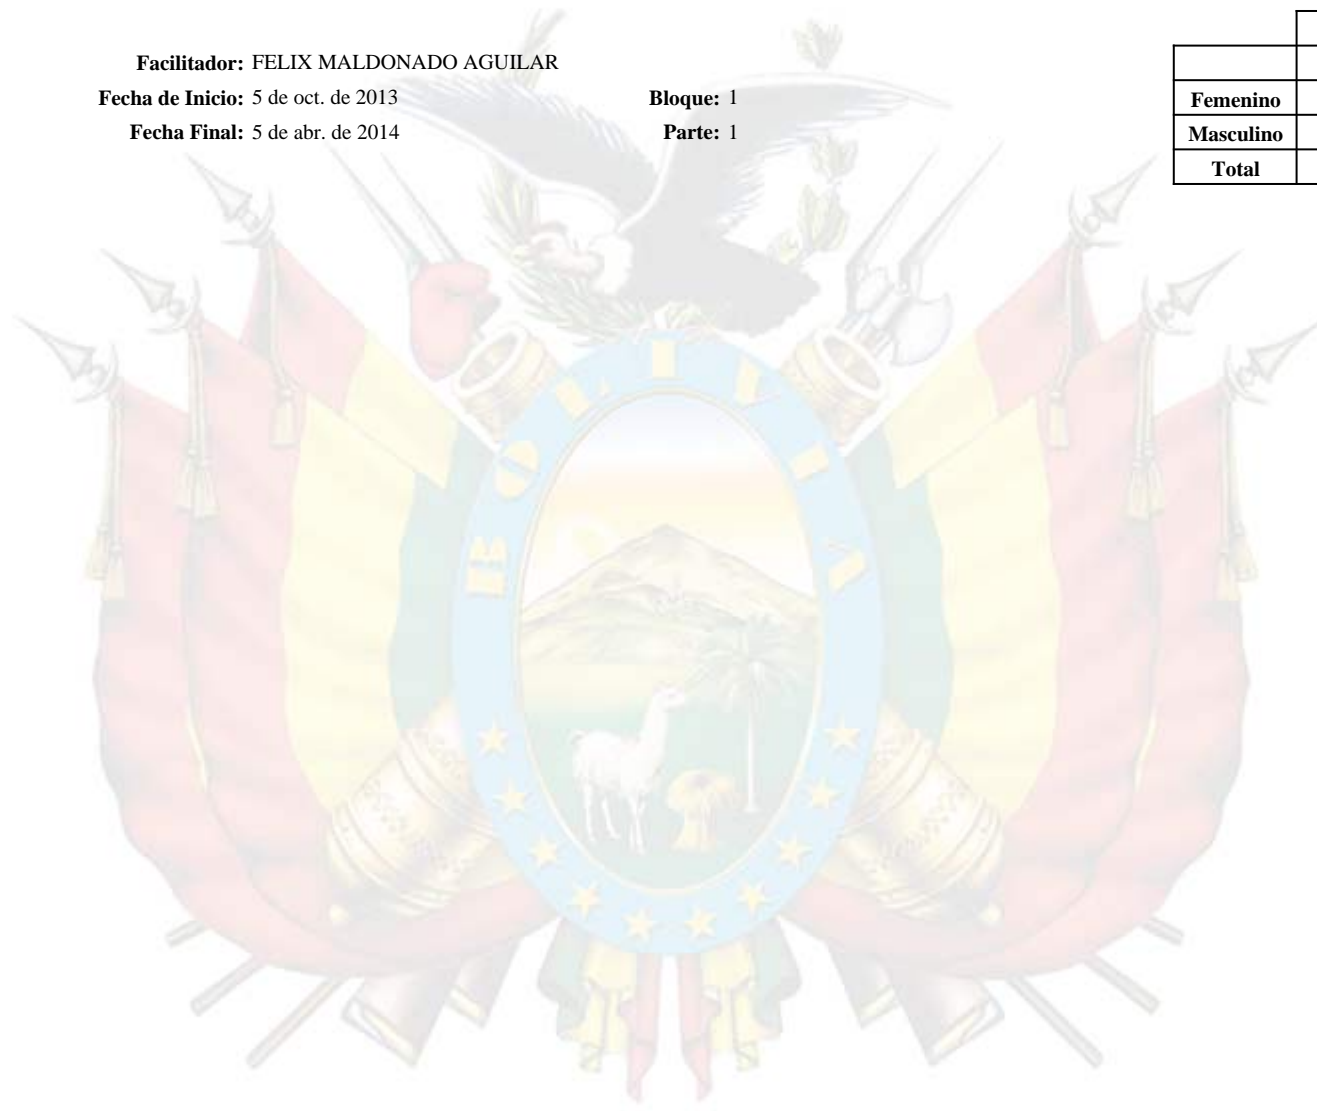 Facilitador: FELIX MALDONADO AGUILAR
Fecha de Inicio: 5 de oct. de 2013 Bloque: 1
Fecha Final: 5 de abr. de 2014 Parte: 1
Femenino
Masculino
Total
BOLIVIA